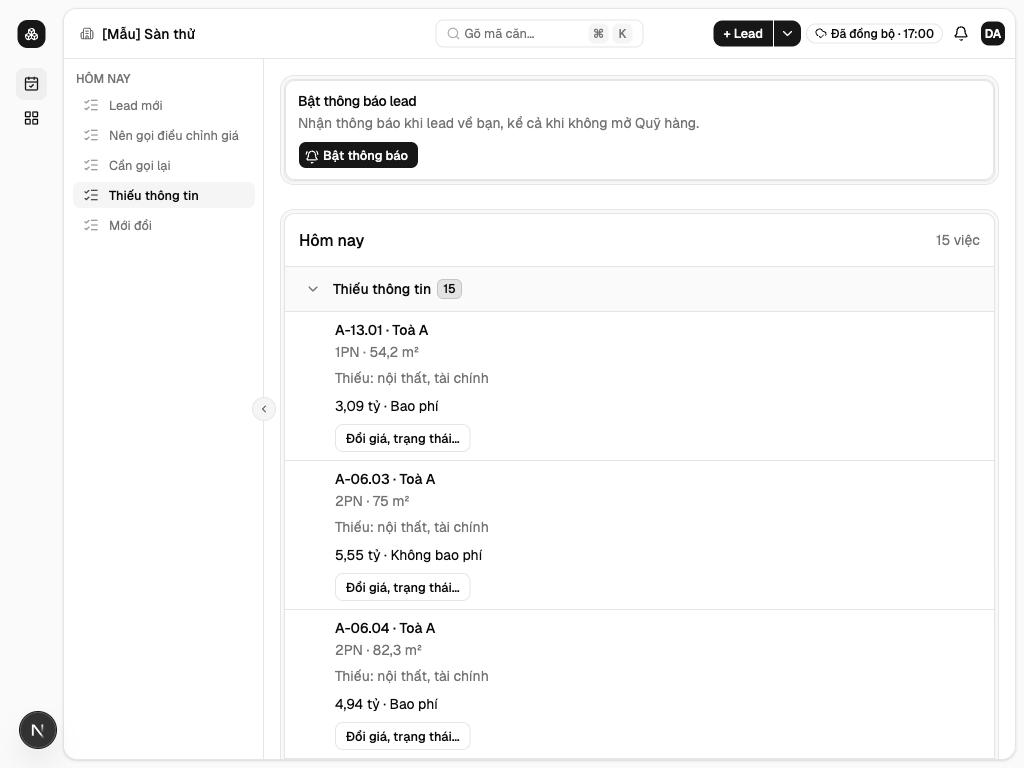 [Mẫu] Sàn thử
Gõ mã căn...
⌘ K
+ Lead
Đã đồng bộ · 17:00
DA
HÔM NAY
Lead mới
Nên gọi điều chỉnh giá
Cần gọi lại
Thiếu thông tin
Mới đổi
Bật thông báo lead
Nhận thông báo khi lead về bạn, kể cả khi không mở Quỹ hàng.
Bật thông báo
Hôm nay
15 việc
Thiếu thông tin 15
A-13.01 · Toà A
1PN · 54,2 m²
Thiếu: nội thất, tài chính
3,09 tỷ · Bao phí
Đổi giá, trạng thái...
A-06.03 · Toà A
2PN · 75 m²
Thiếu: nội thất, tài chính
5,55 tỷ · Không bao phí
Đổi giá, trạng thái...
A-06.04 · Toà A
2PN · 82,3 m²
Thiếu: nội thất, tài chính
4,94 tỷ · Bao phí
Đổi giá, trạng thái...
N